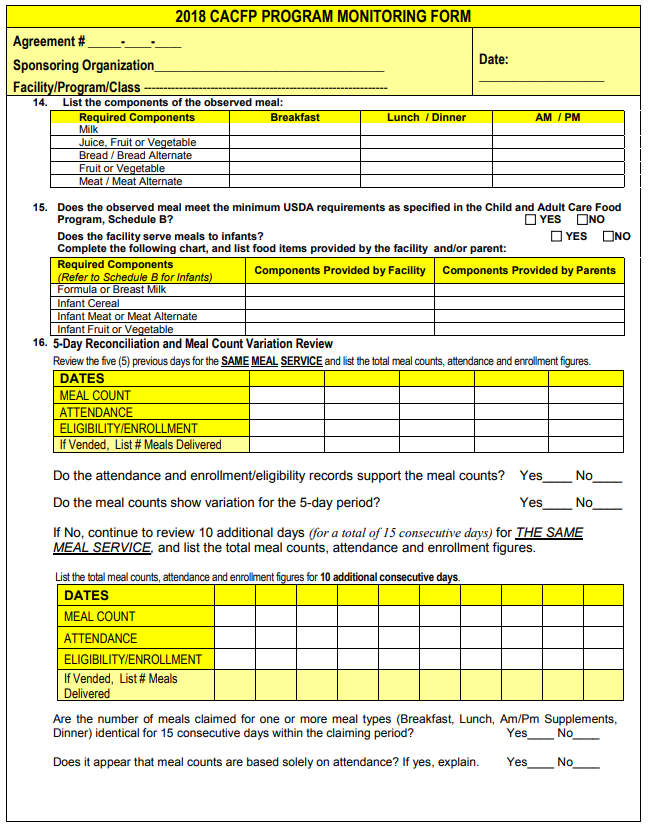 2018 CACFP PROGRAM MONITORING FORM
Agreement # _____-____-____
Sponsoring Organization___________________________________
Date:
___________________
Facility/Program/Class ------------------------------------------------------------
14. List the components of the observed meal:
Required Components Breakfast Lunch / Dinner AM / PM
Milk
Juice, Fruit or Vegetable
Bread / Bread Alternate
Fruit or Vegetable
Meat / Meat Alternate
15. Does the observed meal meet the minimum USDA requirements as specified in the Child and Adult Care Food
Program, Schedule B? ☐ YES ☐NO
Does the facility serve meals to infants? ☐ YES ☐NO
Complete the following chart, and list food items provided by the facility and/or parent:
Required Components
(Refer to Schedule B for Infants)
Components Provided by Facility Components Provided by Parents
Formula or Breast Milk
Infant Cereal
Infant Meat or Meat Alternate
Infant Fruit or Vegetable
16. 5-Day Reconciliation and Meal Count Variation Review
Review the five (5) previous days for the SAME MEAL SERVICE and list the total meal counts, attendance and enrollment figures.
DATES
MEAL COUNT
ATTENDANCE
ELIGIBILITY/ENROLLMENT
If Vended, List # Meals Delivered
Do the attendance and enrollment/eligibility records support the meal counts? Yes____ No____
Do the meal counts show variation for the 5-day period? Yes____ No____
If No, continue to review 10 additional days (for a total of 15 consecutive days) for THE SAME
MEAL SERVICE, and list the total meal counts, attendance and enrollment figures.
List the total meal counts, attendance and enrollment figures for 10 additional consecutive days.
DATES
MEAL COUNT
ATTENDANCE
ELIGIBILITY/ENROLLMENT
If Vended, List # Meals
Delivered
Are the number of meals claimed for one or more meal types (Breakfast, Lunch, Am/Pm Supplements,
Dinner) identical for 15 consecutive days within the claiming period? Yes____ No____
Does it appear that meal counts are based solely on attendance? If yes, explain. Yes____ No____